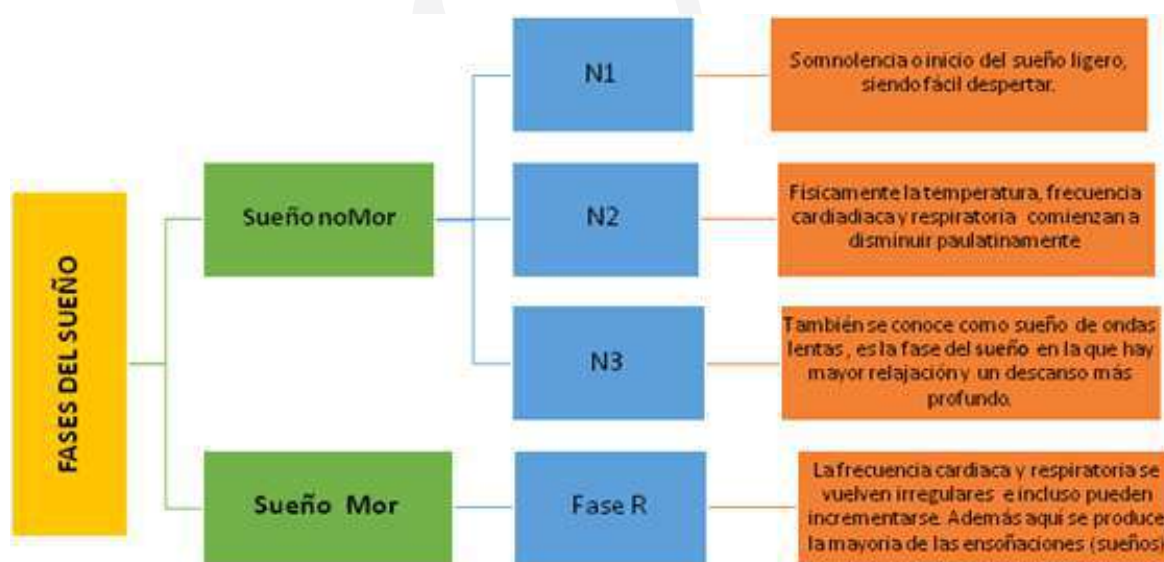 FASES DEL SUEÑO
Sueño noMor
N1
Somnolencia o inicio del sueño ligero,
siendo fácil despertar.
N2
Fisicamente la temperatura, frecuencia
cardiadiaca y respiratoria comienzan a
disminuir paulatinamente
N3
También se conoce como sueño de ondas
lentas , es la fase del sueño en la que hay
mayor relajación y un descanso más
profundo.
Sueño Mor
Fase R
La frecuencia cardiaca y respiratoria se
vuelven irregulares e incluso pueden
incrementarse. Además aquí se produce
la mayoria de las ensoñaciones (sueños)